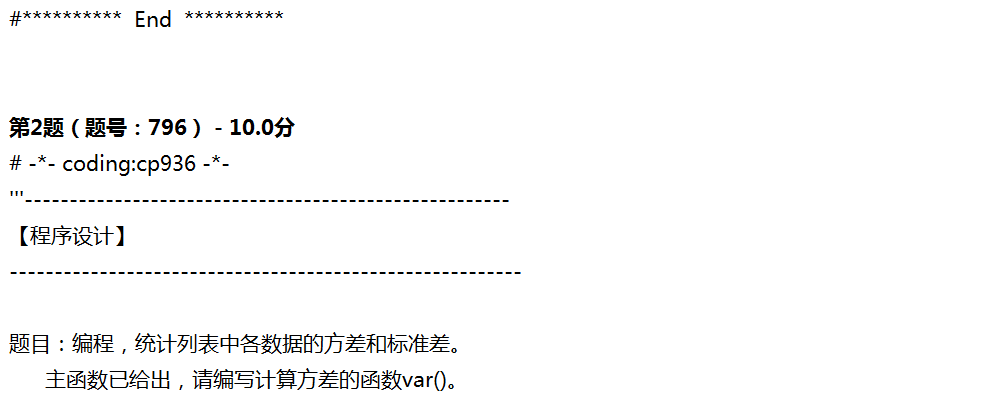 #********** End **********
第2题（题号：796） - 10.0分
# -*- coding:cp936 -*-
'''------------------------------------------------------
【程序设计】
---------------------------------------------------------
题目：编程，统计列表中各数据的方差和标准差。
主函数已给出，请编写计算方差的函数var()。